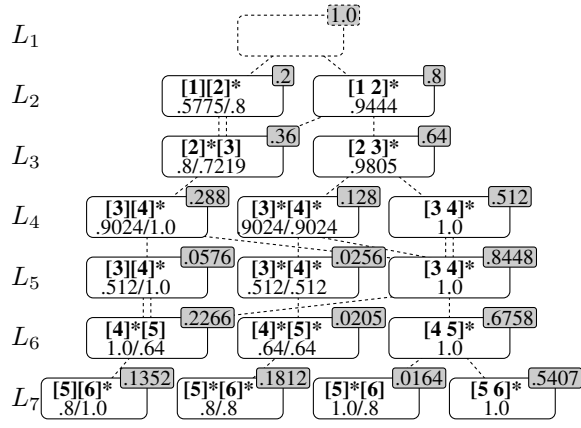 1.0
L1
.2 .8
L2 [1][2]* [1 2]*
.5775/.8 .9444
.36 .64
L3 [2]*[3] [2 3]*
.8/.7219 .9805
.288 .128 .512
L4 [3][4]* [3]*[4]* [3 4]*
.9024/1.0 .9024/.9024 1.0
.0576 .0256 .8448
L5 [3][4]* [3]*[4]* [3 4]*
.512/1.0 .512/.512 1.0
.2266 .0205 .6758
L6 [4]*[5] [4]*[5]* [4 5]*
1.0/.64 .64/.64 1.0
.1352 .1812 .0164 .5407
L7 [5][6]* [5]*[6]* [5]*[6] [5 6]*
.8/1.0 .8/.8 1.0/.8 1.0